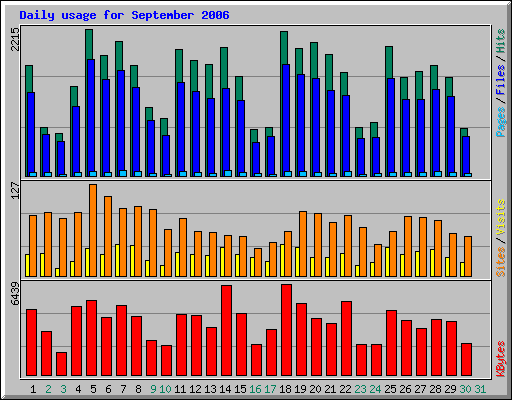 Daily usage for September 2006
2215
Pages / Files / Hits
127
Sites / Visits
6439
KBytes
1 2 3 4 5 6 7 8 9 10 11 12 13 14 15 16 17 18 19 20 21 22 23 24 25 26 27 28 29 30 31